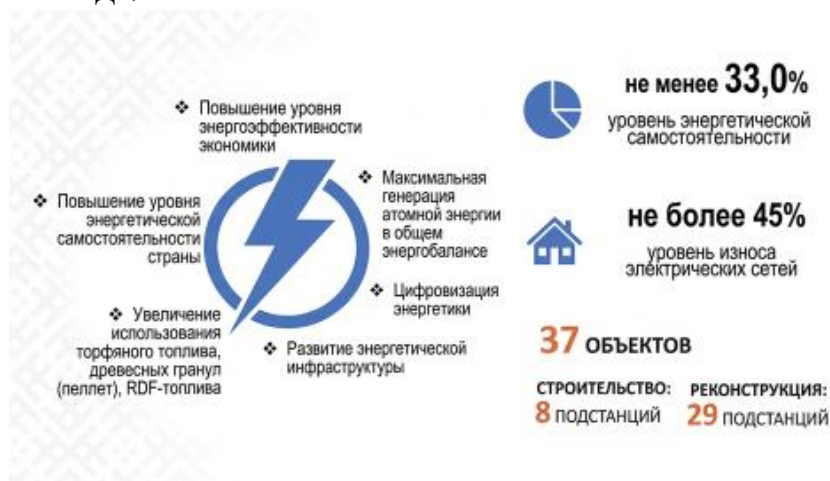 ❖ Повышение уровня
энергоэффективности
экономики
❖ Повышение уровня
энергетической
самостоятельности
страны
❖ Максимальная
генерация
атомной энергии
в общем
энергобалансе
❖ Цифровизация
энергетики
❖ Увеличение
использования
торфяного топлива,
древесных гранул
(пеллет), RDF-топлива
❖ Развитие энергетической
инфраструктуры
не менее 33,0%
уровень энергетической
самостоятельности
не более 45%
уровень износа
электрических сетей
37 ОБЪЕКТОВ
СТРОИТЕЛЬСТВО:
8 ПОДСТАНЦИЙ
РЕКОНСТРУКЦИЯ:
29 ПОДСТАНЦИЙ